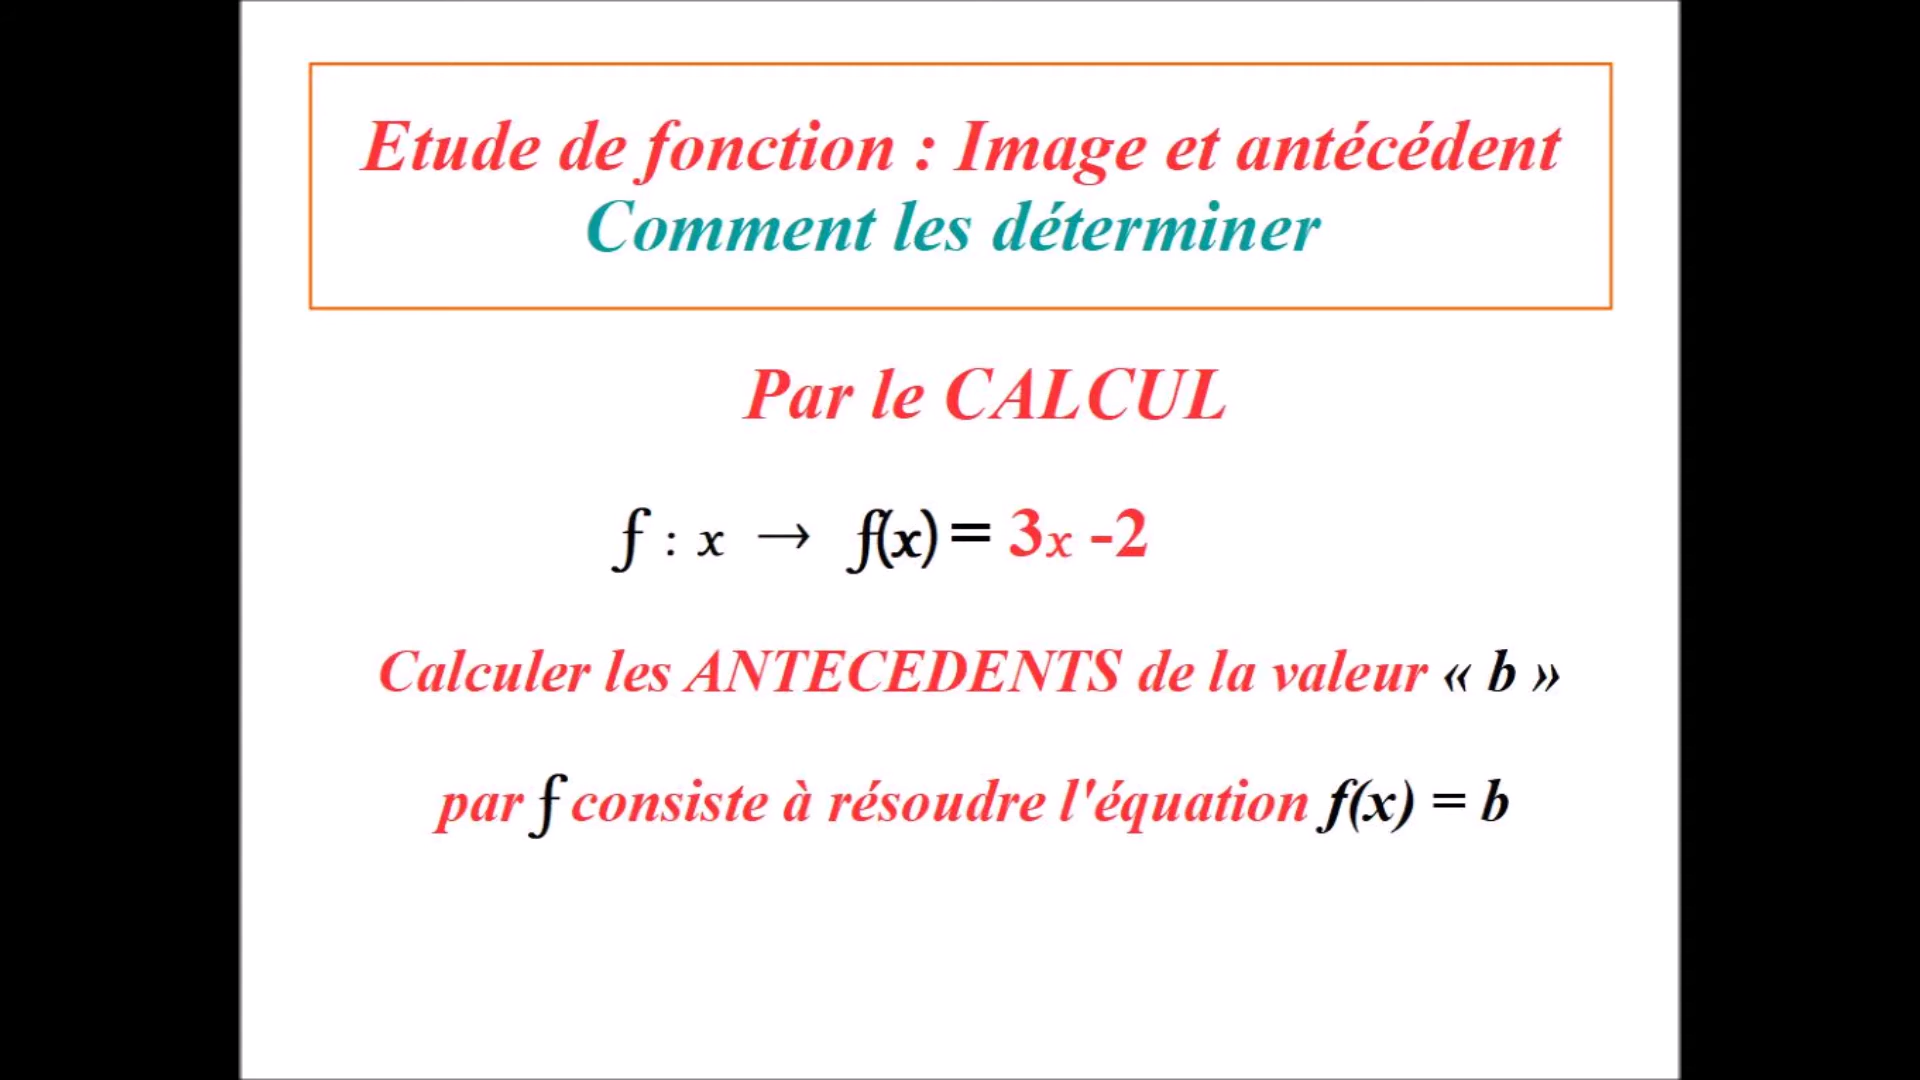 Etude de fonction : Image et antécédent
Comment les déterminer
Par le CALCUL
ƒ : x → ƒ(x) = 3x -2
Calculer les ANTECEDENTS de la valeur « b »
par ƒ consiste à résoudre l'équation f(x) = b